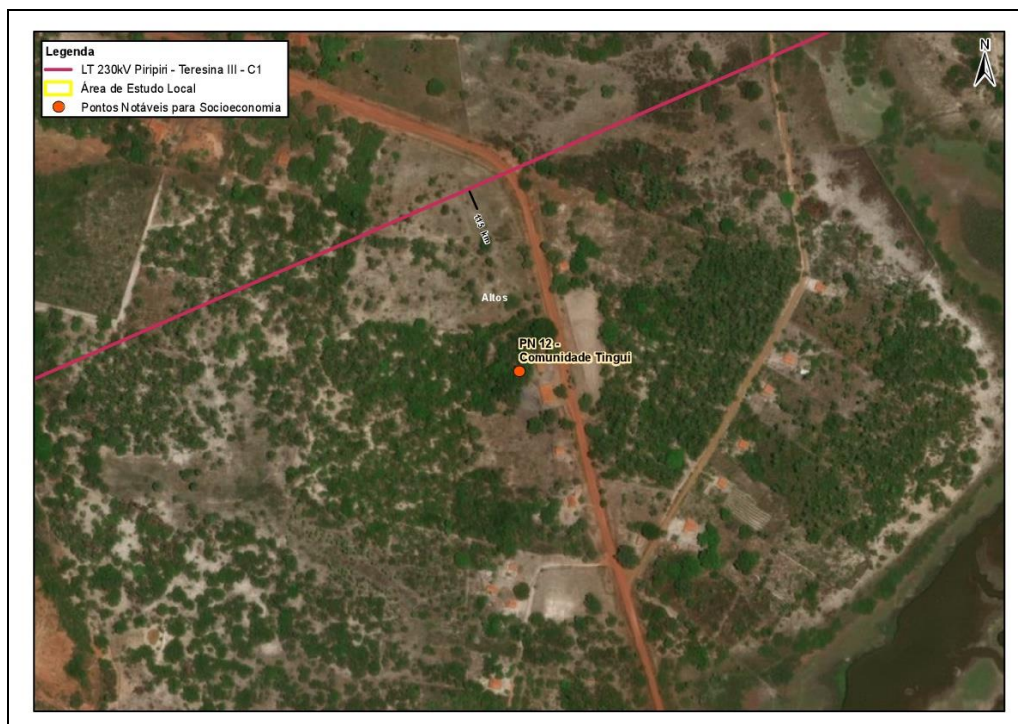 Legenda
LT 230kV Piripiri - Teresina III - C1
Área de Estudo Local
Pontos Notáveis para Socioeconomia
N
Altos
PN 12 -
Comunidade Tinguí